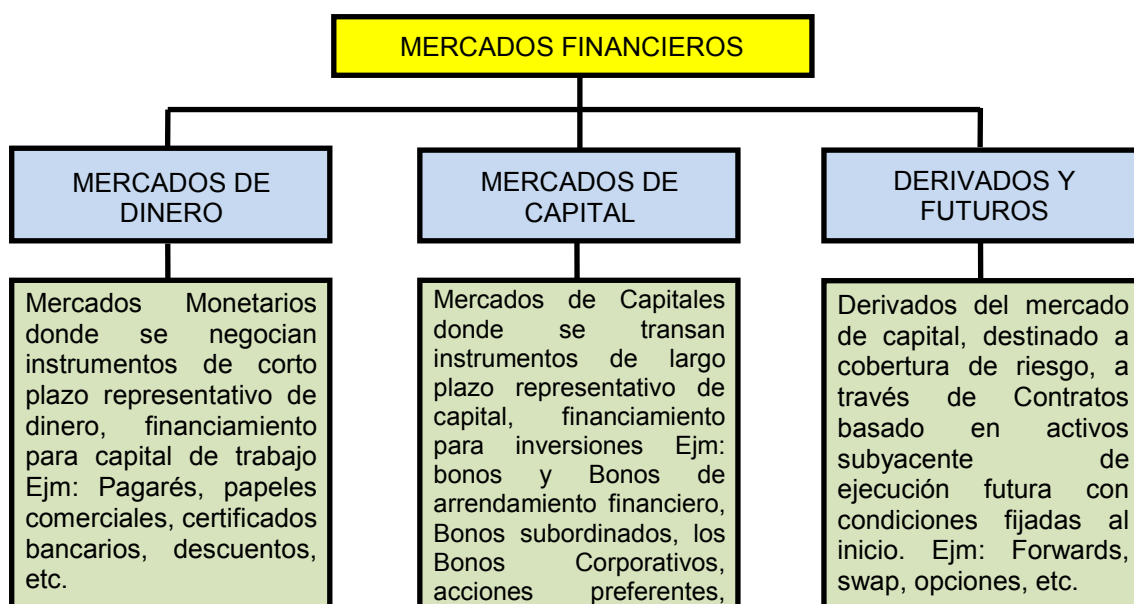 MERCADOS FINANCIEROS
MERCADOS DE
DINERO
MERCADOS DE
CAPITAL
DERIVADOS Y
FUTUROS
Mercados Monetarios
donde se negocian
instrumentos de corto
plazo representativo de
dinero, financiamiento
para capital de trabajo
Ejm: Pagarés, papeles
comerciales, certificados
bancarios, descuentos,
etc.
Mercados de Capitales
donde se transan
instrumentos de largo
plazo representativo de
capital, financiamiento
para inversiones Ejm:
bonos y Bonos de
arrendamiento financiero,
Bonos subordinados, los
Bonos Corporativos,
acciones preferentes,
Derivados del mercado
de capital, destinado a
cobertura de riesgo, a
través de Contratos
basado en activos
subyacente de
ejecución futura con
condiciones fijadas al
inicio. Ejm: Forwards,
swap, opciones, etc.